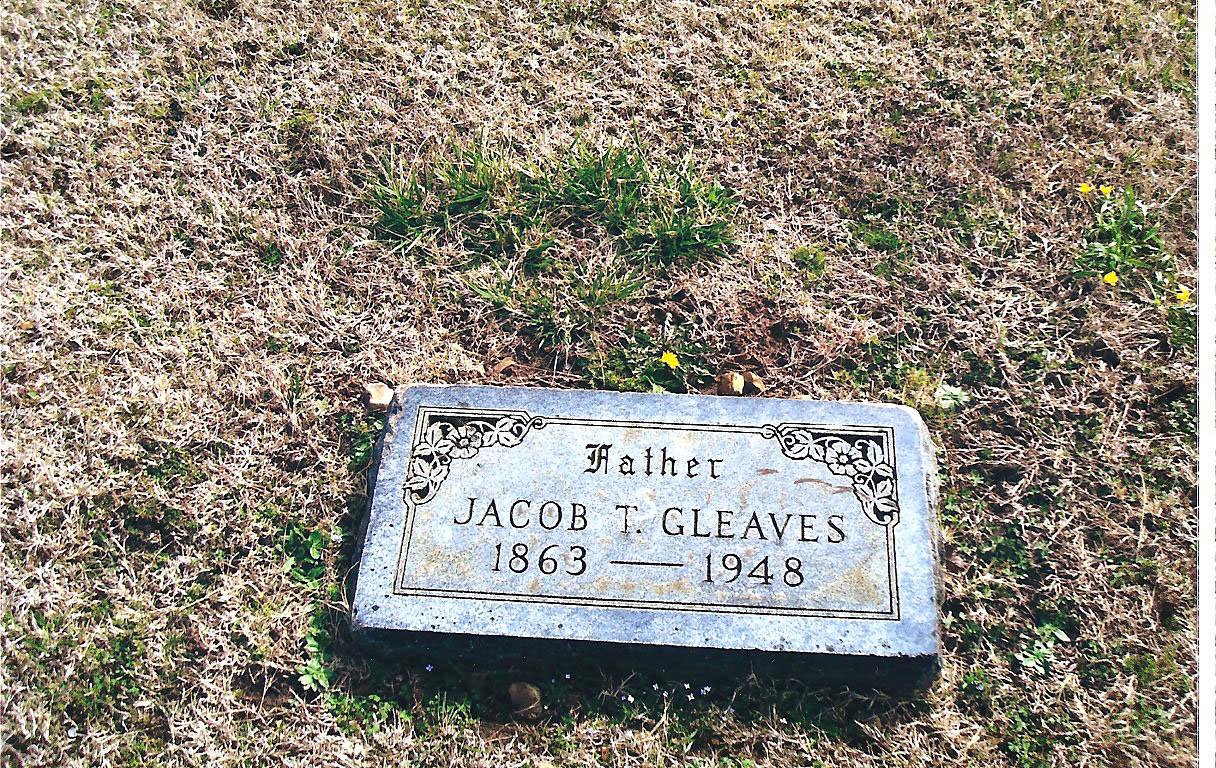 Father
JACOB T. GLEAVES
1863 — 1948